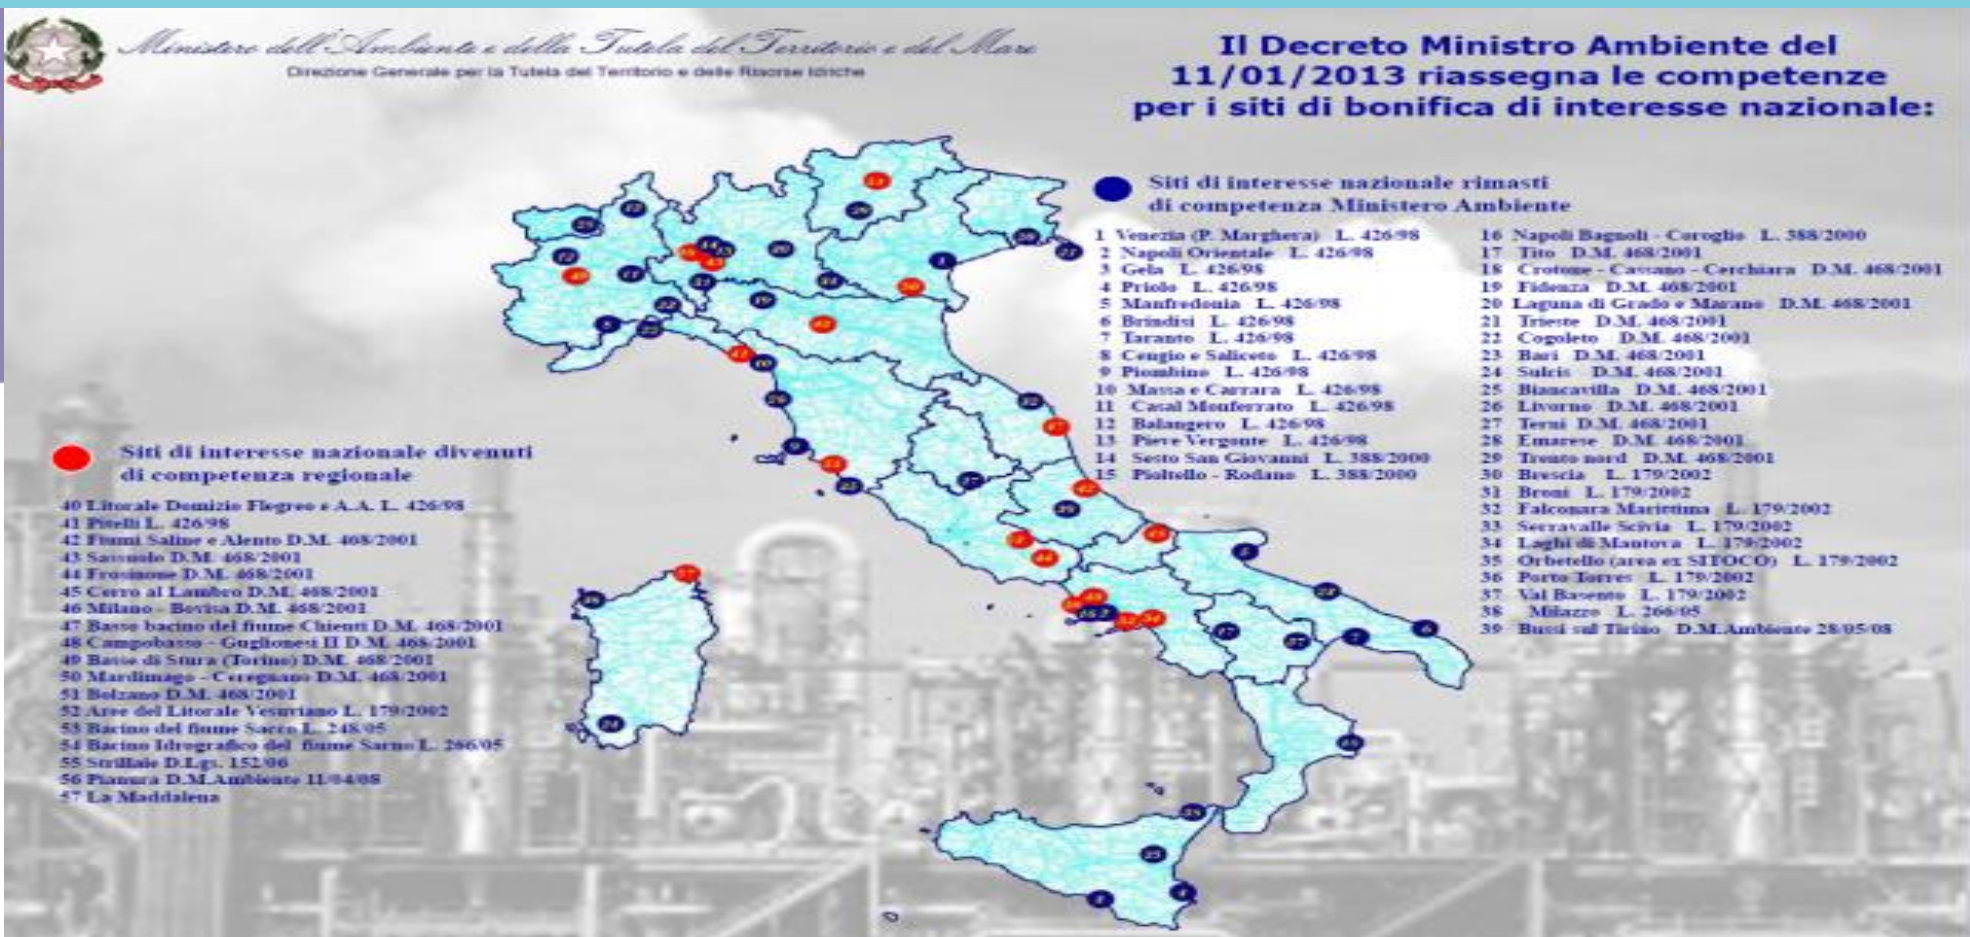 Ministero dell'Ambiente e della Tutela del Territorio e del Mare
Direzione Generale per la Tutela del Territorio e delle Risorse Idriche
Il Decreto Ministro Ambiente del
11/01/2013 riassegna le competenze
per i siti di bonifica di interesse nazionale:
Siti di interesse nazionale rimasti
di competenza Ministero Ambiente
1 Venezia (P. Marghera) L. 426/98
2 Napoli Orientale L. 426/98
3 Gela L. 426/98
4 Priolo L. 426/98
5 Manfredonia L. 426/98
6 Brindisi L. 426/98
7 Taranto L. 426/98
8 Cengio e Saliceto L. 426/98
9 Piombino L. 426/98
10 Massa e Carrara L. 426/98
11 Casal Monferrato L. 426/98
12 Balangero L. 426/98
13 Pieve Vergonte L. 426/98
14 Sesto San Giovanni L. 388/2000
15 Pioltello - Rodano L. 388/2000
16 Napoli Bagnoli - Coroglio L. 388/2000
17 Tito D.M. 468/2001
18 Crotone - Cassano - Cerchiara D.M. 468/2001
19 Fidenza D.M. 468/2001
20 Laguna di Grado e Marano D.M. 468/2001
21 Trieste D.M. 468/2001
22 Cogoleto D.M. 468/2001
23 Bari D.M. 468/2001
24 Sulcis D.M. 468/2001
25 Biancavilla D.M. 468/2001
26 Livorno D.M. 468/2001
27 Terni D.M. 468/2001
28 Emarese D.M. 468/2001
29 Trento nord D.M. 468/2001
30 Brescia L. 179/2002
31 Broni L. 179/2002
32 Falconara Marittima L. 179/2002
33 Serravalle Scivia L. 179/2002
34 Laghi di Mantova L. 179/2002
35 Orbetello (area ex SITOCO) L. 179/2002
36 Porto Torres L. 179/2002
37 Val Basento L. 179/2002
38 Milazzo L. 266/05
39 Bussi sul Tirino D.M.Ambiente 28/05/08
Siti di interesse nazionale divenuti
di competenza regionale
40 Litorale Domizio Flegreo e A.A. L. 426/98
41 Pitelli L. 426/98
42 Fiumi Saline e Alento D.M. 468/2001
43 Sassuolo D.M. 468/2001
44 Frosinone D.M. 468/2001
45 Cerro al Lambro D.M. 468/2001
46 Milano - Bovisa D.M. 468/2001
47 Basso bacino del fiume Chienti D.M. 468/2001
48 Campobasso - Guglionesi II D.M. 468/2001
49 Basse di Stura (Torino) D.M. 468/2001
50 Mardimago - Ceregnano D.M. 468/2001
51 Bolzano D.M. 468/2001
52 Aree del Litorale Vesuviano L. 179/2002
53 Bacino del fiume Sacco L. 248/05
54 Bacino Idrografico del fiume Sarno L. 266/05
55 Strillaie D.Lgs. 152/06
56 Pianura D.M.Ambiente 11/04/08
57 La Maddalena